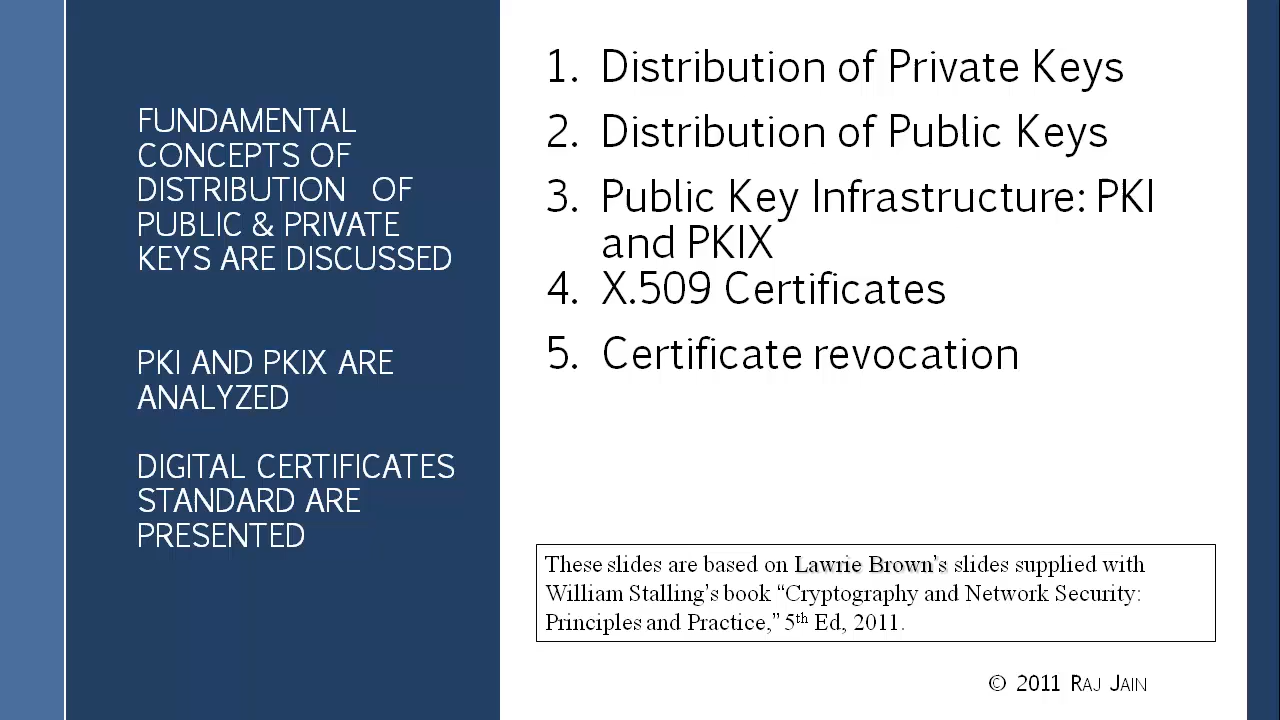 FUNDAMENTAL
CONCEPTS OF
DISTRIBUTION OF
PUBLIC & PRIVATE
KEYS ARE DISCUSSED
PKI AND PKIX ARE
ANALYZED
DIGITAL CERTIFICATES
STANDARD ARE
PRESENTED
1. Distribution of Private Keys
2. Distribution of Public Keys
3. Public Key Infrastructure: PKI
and PKIX
4. X.509 Certificates
5. Certificate revocation
These slides are based on Lawrie Brown's slides supplied with
William Stalling's book “Cryptography and Network Security:
Principles and Practice,” 5th Ed, 2011.
© 2011 RAJ JAIN